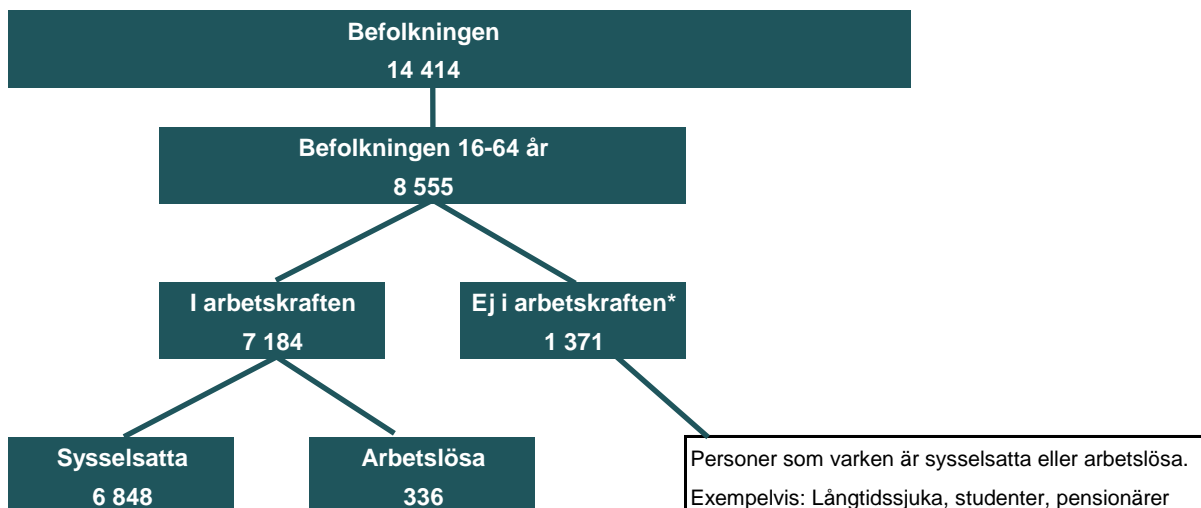 Befolkningen
14 414
Befolkningen 16-64 år
8 555
I arbetskraften
7 184
Ej i arbetskraften*
1 371
Sysselsatta
6 848
Arbetslösa
336
Personer som varken är sysselsatta eller arbetslösa.
Exempelvis: Långtidssjuka, studenter, pensionärer